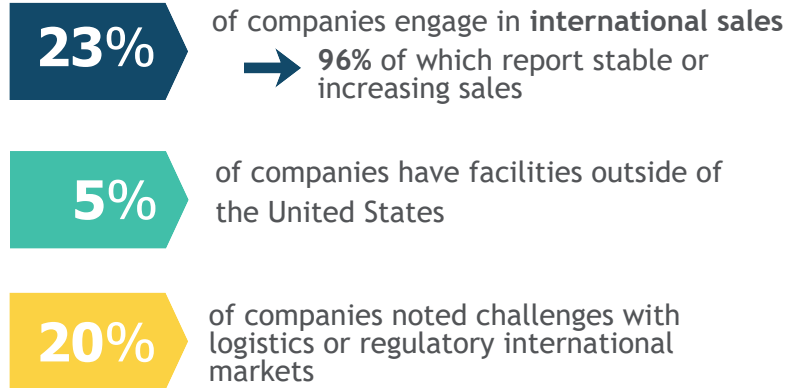 23%
of companies engage in international sales
96% of which report stable or
increasing sales
5%
of companies have facilities outside of
the United States
20%
of companies noted challenges with
logistics or regulatory international
markets